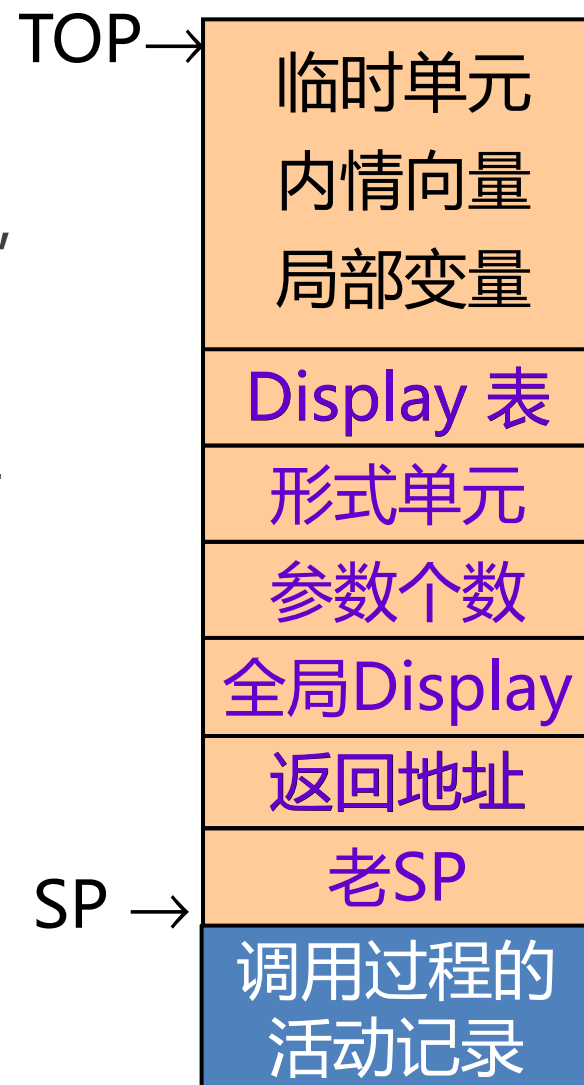 TOP→
临时单元
内情向量
局部变量
Display 表
形式单元
参数个数
全局Display
返回地址
老SP
SP →
调用过程的
活动记录